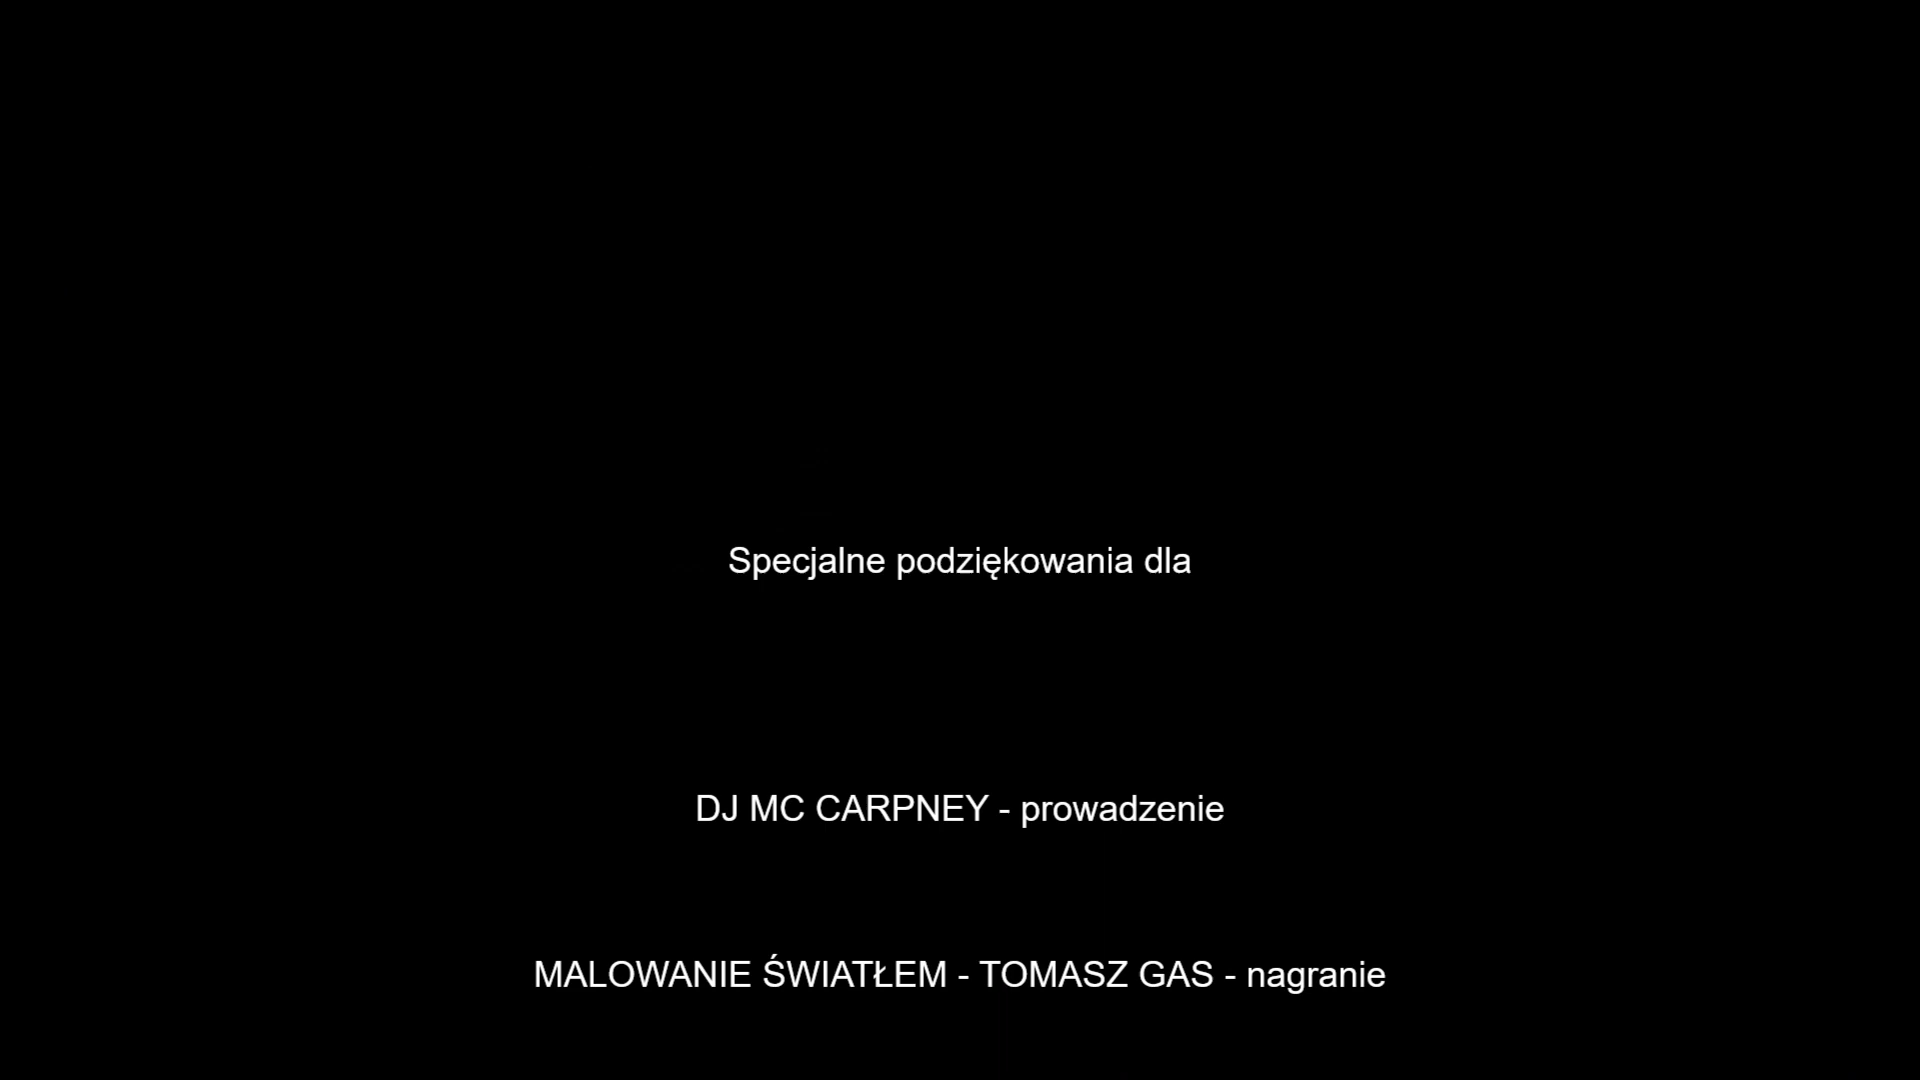 Specjalne podziękowania dla
DJ MC CARPNEY - prowadzenie
MALOWANIE ŚWIATŁEM - TOMASZ GAS - nagranie